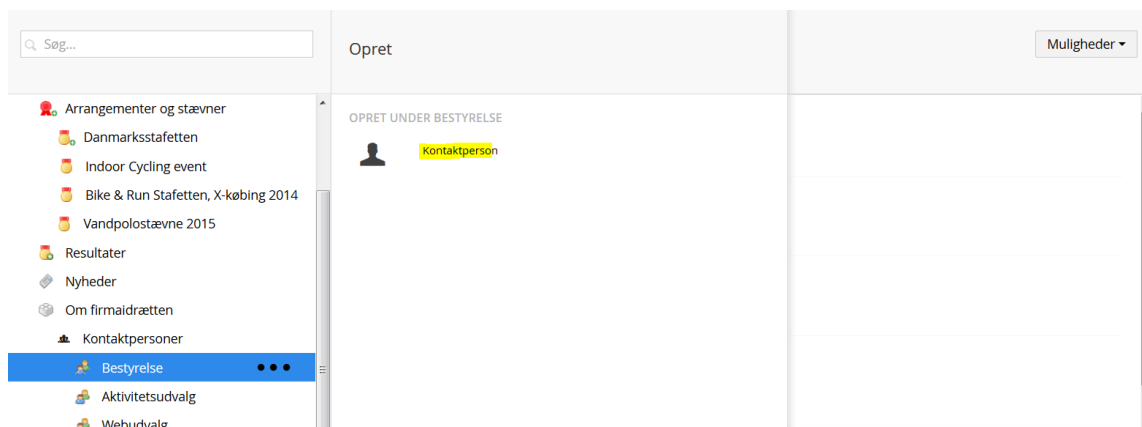 Søg...
Opret
Muligheder
Arrangementer og stævner
Danmarksstafetten
Indoor Cycling event
Bike & Run Stafetten, X-købing 2014
Vandpolostævne 2015
Resultater
Nyheder
Om firmaidrætten
Kontaktpersoner
Bestyrelse
Aktivitetsudvalg
Webudvalg
OPRET UNDER BESTYRELSE
Kontaktperson